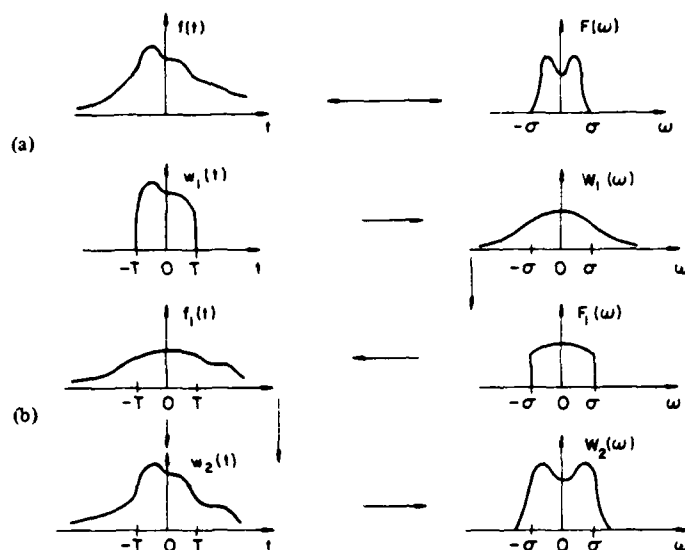 f(t) F(ω)
t -σ σ ω
(a)
w₁(t) W₁(ω)
-T 0 T t -σ 0 σ ω
f₁(t) F₁(ω)
-T 0 T t -σ 0 σ ω
(b)
w₂(t) W₂(ω)
-T 0 T t -σ 0 σ ω